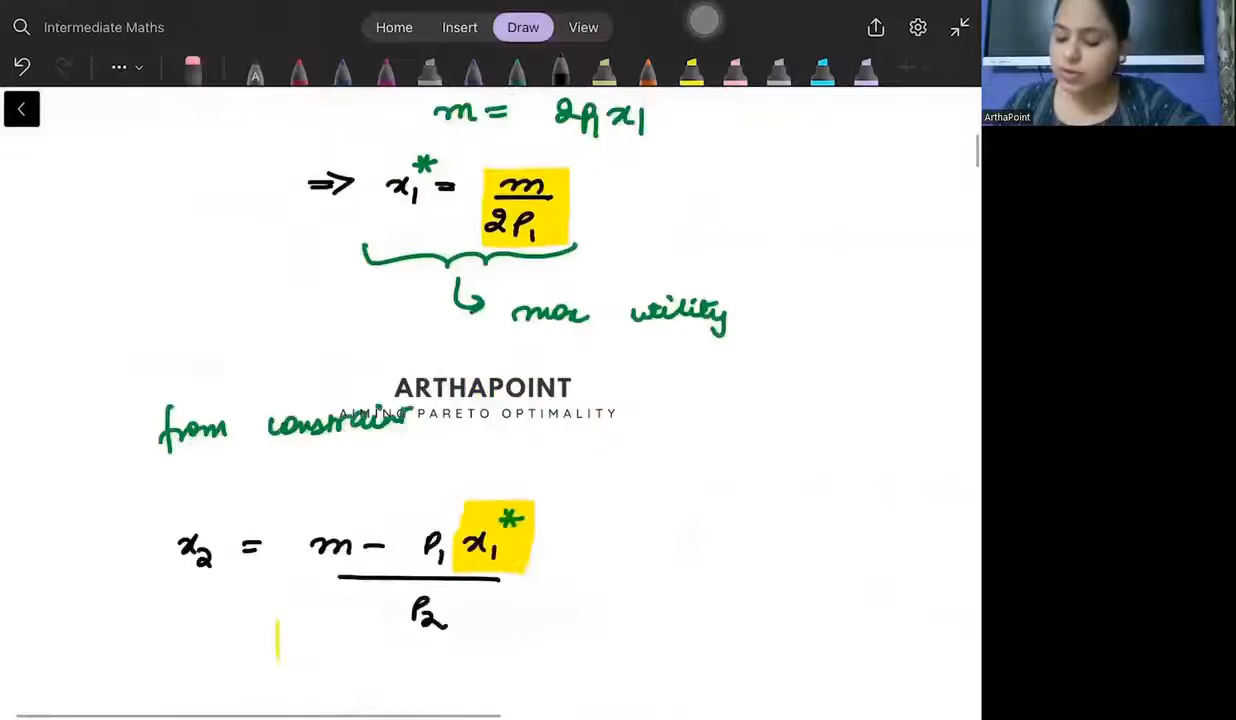 Intermediate Maths
Home Insert Draw View
A
ArthaPoint
m = 2P₁x₁
=> x₁* = m/2P₁
max utility
ARTHAPOINT
AIMING PARETO OPTIMALITY
from constraint
x₂ = m - P₁x₁*
P₂